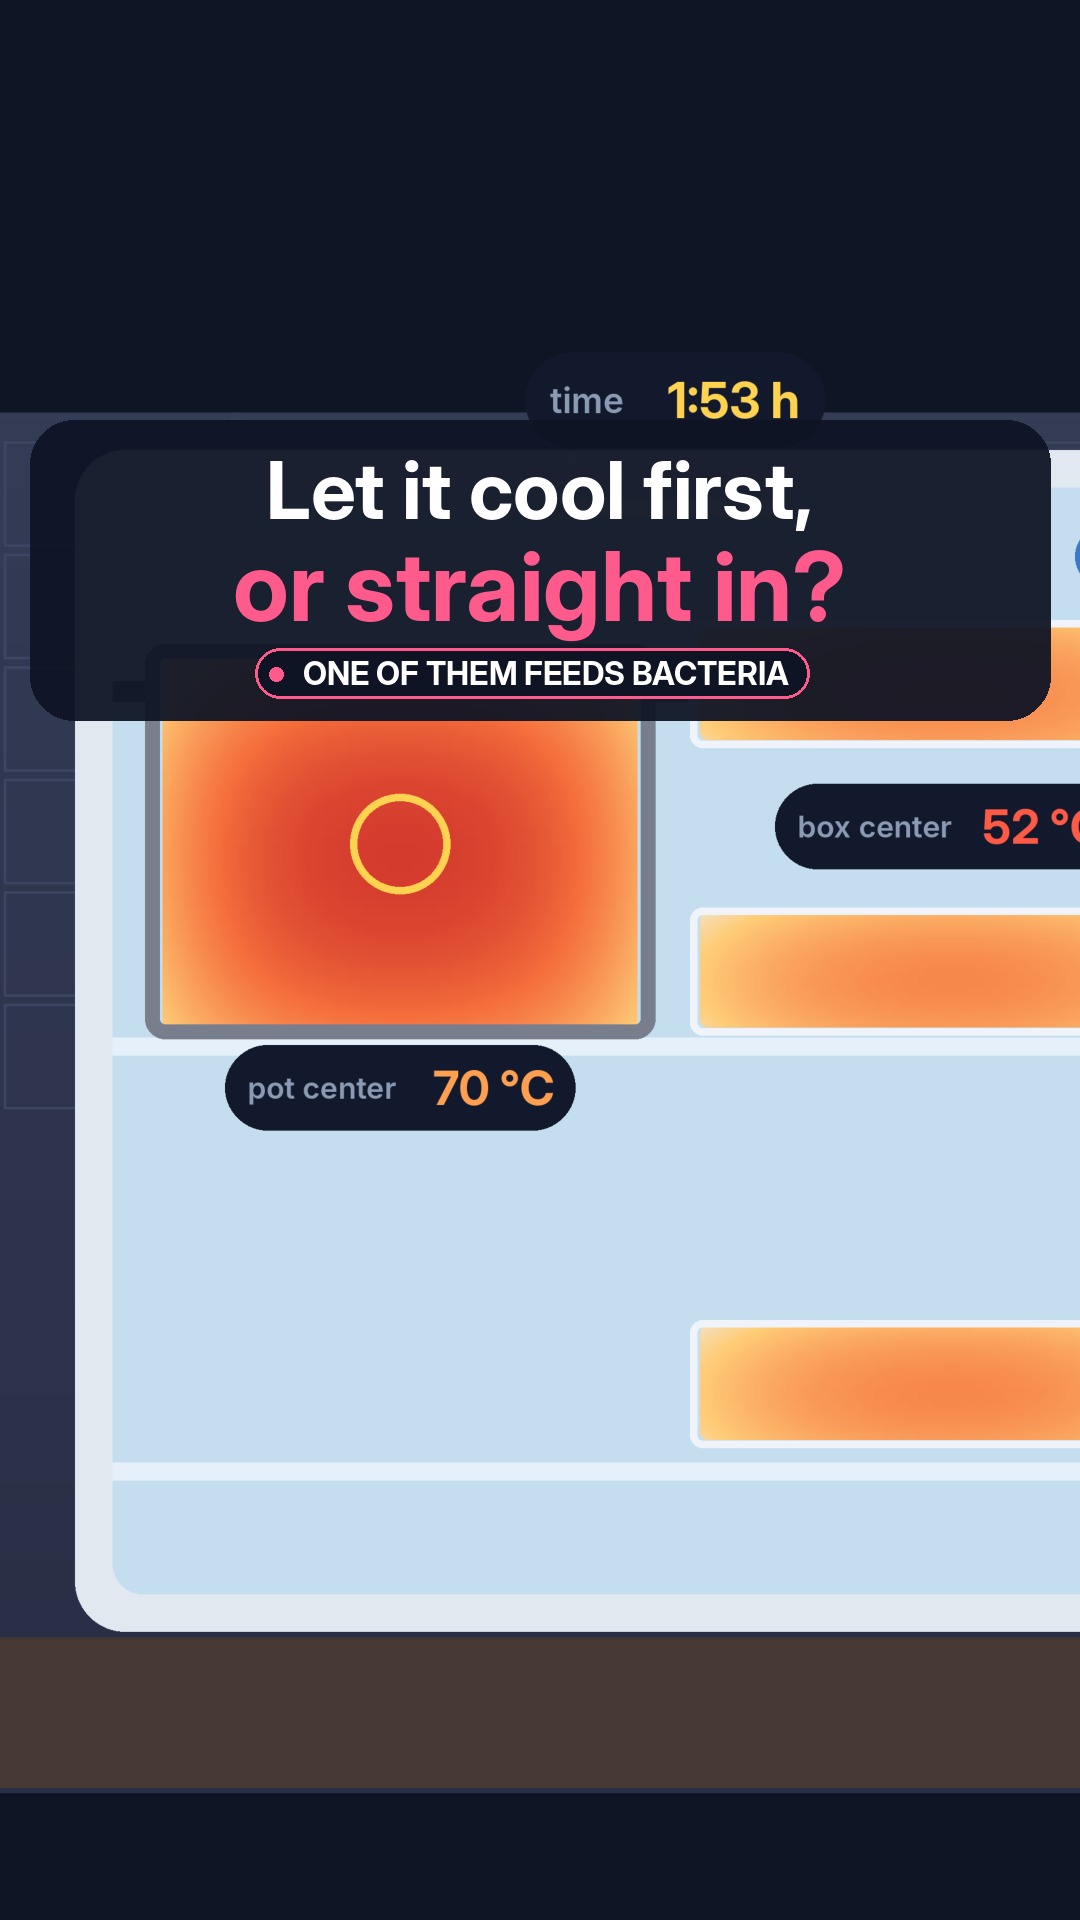 time 1:53 h
Let it cool first,
or straight in?
ONE OF THEM FEEDS BACTERIA
box center 52 °C
pot center 70 °C